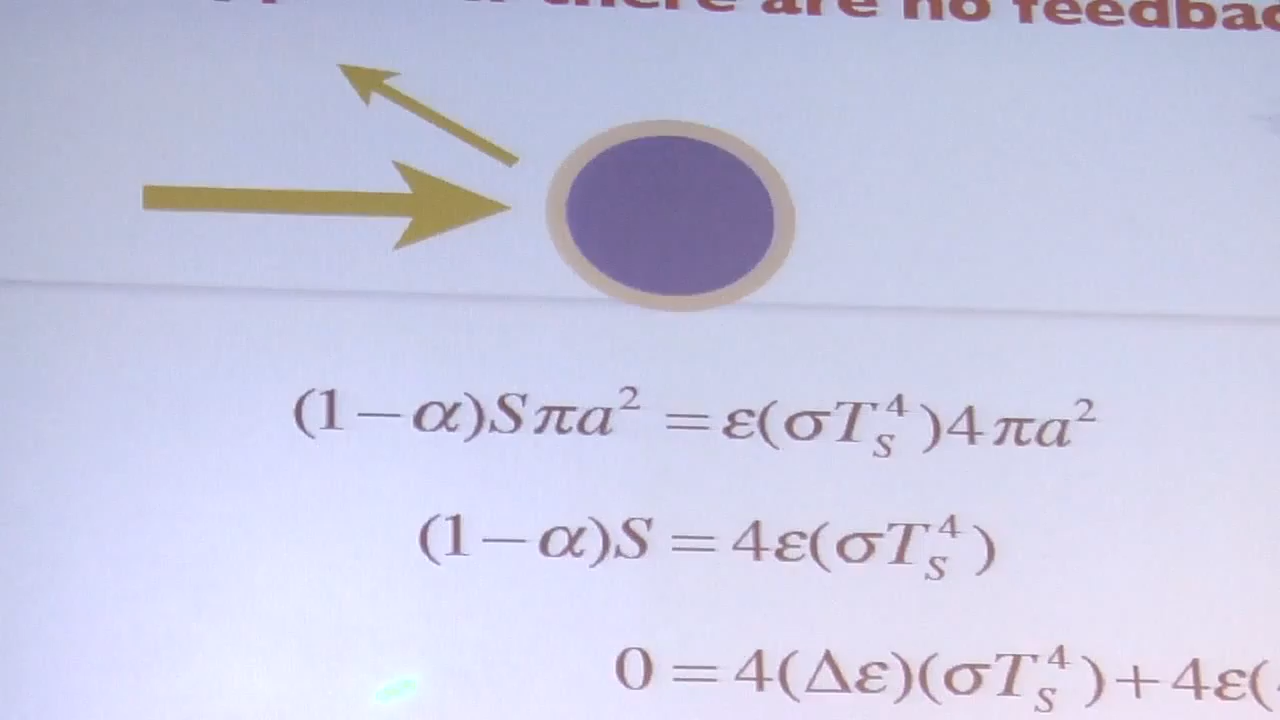 there are no feedbac
(1−α)Sπa² = ε(σT_s⁴)4πa²
(1−α)S = 4ε(σT_s⁴)
0 = 4(Δε)(σT_s⁴)+4ε(